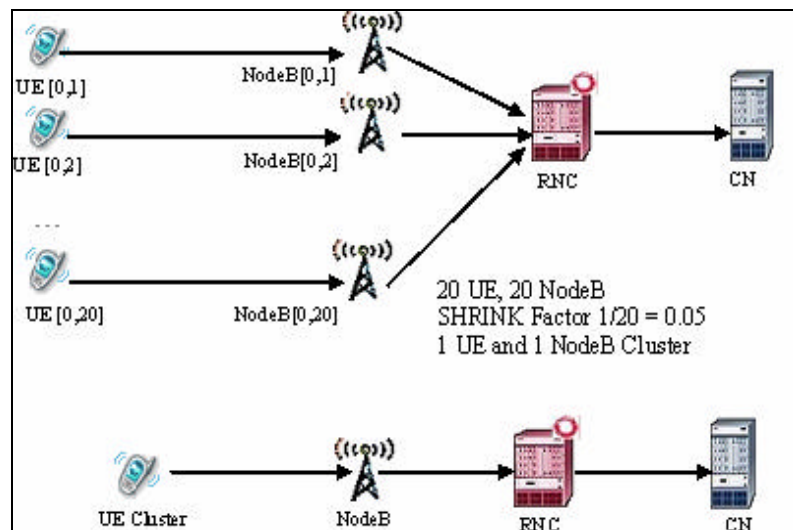 UE [0,1]
NodeB[0,1]
UE [0,2]
NodeB[0,2]
RNC
CN
...
UE [0,20]
NodeB[0,20]
20 UE, 20 NodeB
SHRINK Factor 1/20 = 0.05
1 UE and 1 NodeB Cluster
UE Cluster
NodeB
RNC
CN